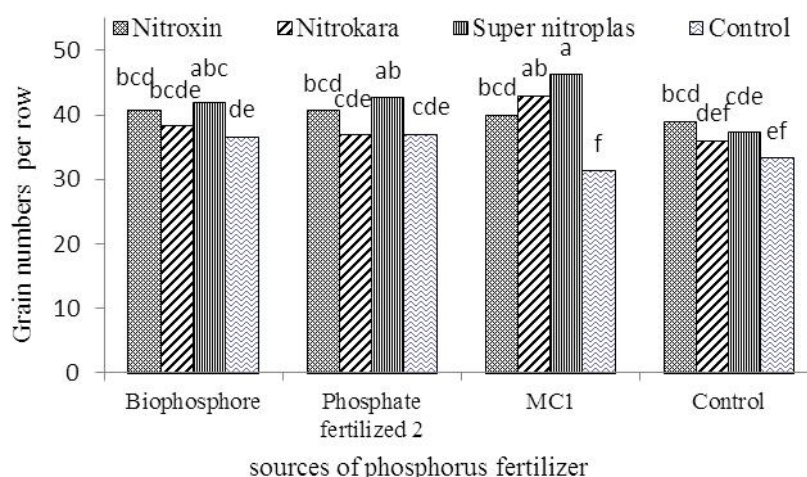 Nitroxin Nitrokara Super nitroplas Control
Grain numbers per row
50
40
30
20
10
0
bcd bcde abc de
bcd cde ab cde
bcd ab a f
bcd def cde ef
Biophosphore
Phosphate
fertilized 2
MC1
Control
sources of phosphorus fertilizer